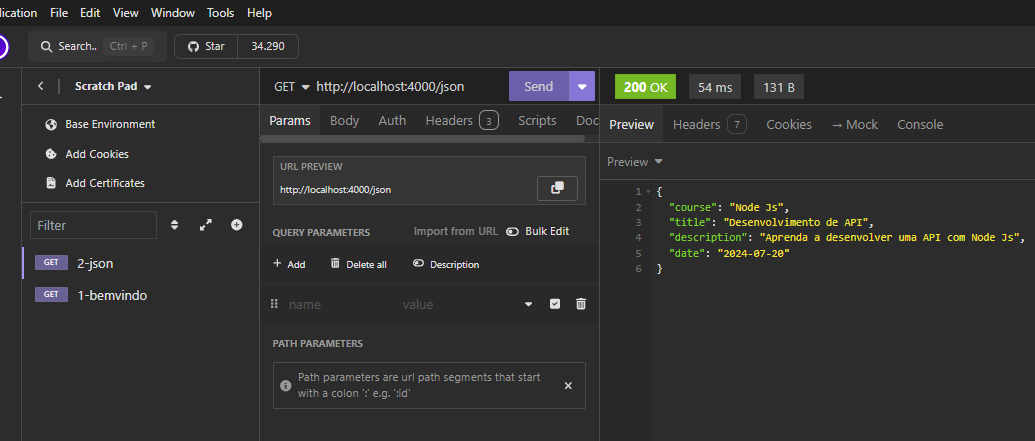 lication File Edit View Window Tools Help
Search.. Ctrl + P Star 34.290
Scratch Pad
Base Environment
Add Cookies
Add Certificates
Filter
GET 2-json
GET 1-bemvindo
GET http://localhost:4000/json Send
Params Body Auth Headers 3 Scripts Doc
URL PREVIEW
http://localhost:4000/json
QUERY PARAMETERS Import from URL Bulk Edit
+ Add Delete all Description
name value
PATH PARAMETERS
Path parameters are url path segments that start
with a colon ':' e.g. ':id'
200 OK 54 ms 131 B
Preview Headers 7 Cookies → Mock Console
Preview
1 {
2 "course": "Node Js",
3 "title": "Desenvolvimento de API",
4 "description": "Aprenda a desenvolver uma API com Node Js",
5 "date": "2024-07-20"
6 }